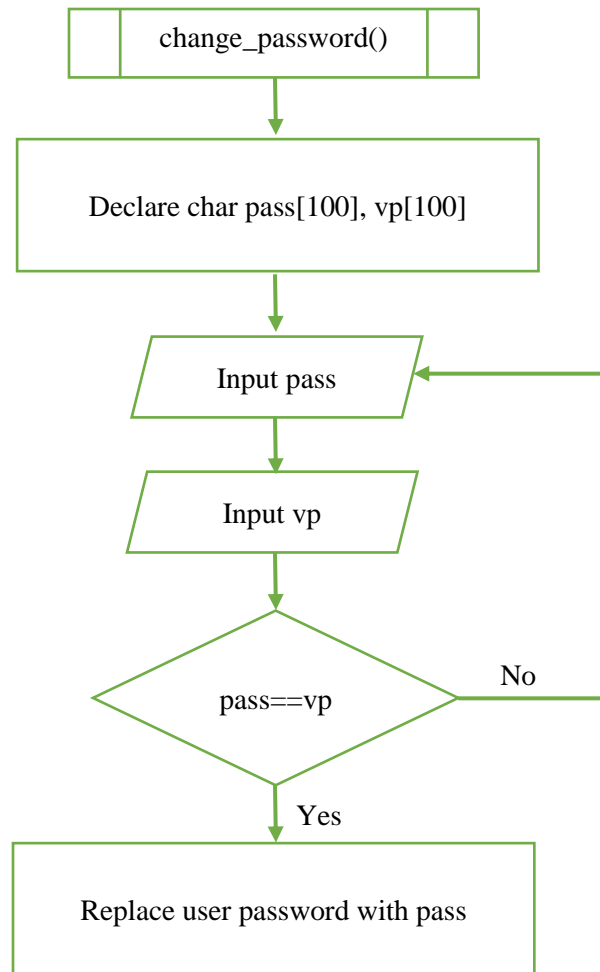 change_password()
Declare char pass[100], vp[100]
Input pass
Input vp
pass==vp
No
Yes
Replace user password with pass